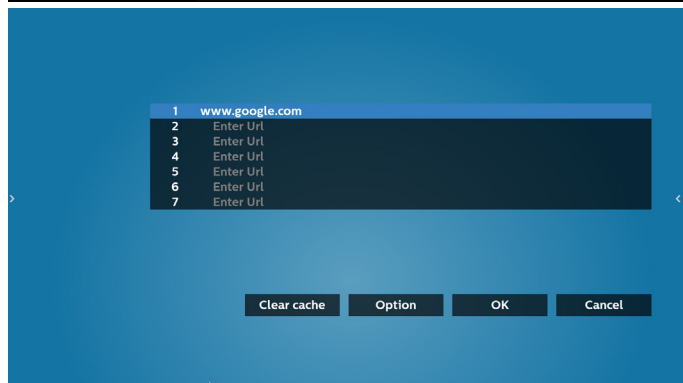 1 www.google.com
2 Enter Url
3 Enter Url
4 Enter Url
5 Enter Url
6 Enter Url
7 Enter Url
Clear cache Option OK Cancel